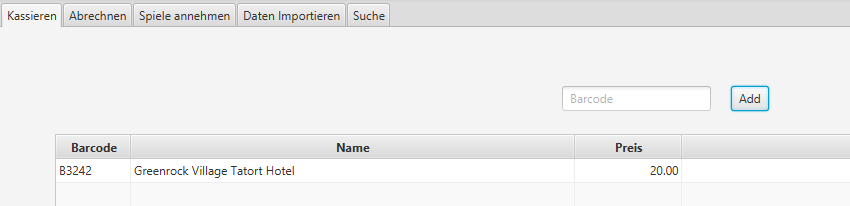 Kassieren Abrechnen Spiele annehmen Daten Importieren Suche
Barcode Add
Barcode Name Preis
B3242 Greenrock Village Tatort Hotel 20.00